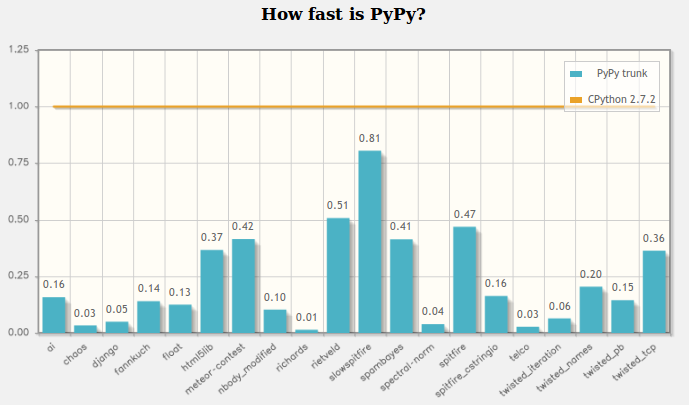 How fast is PyPy?
1.25
1.00
0.75
0.50
0.25
0.00
PyPy trunk
CPython 2.7.2
0.16
0.03
0.05
0.14
0.13
0.37
0.42
0.10
0.01
0.51
0.81
0.41
0.04
0.47
0.16
0.03
0.06
0.20
0.15
0.36
ai
chaos
django
fannkuch
float
html5lib
meteor-contest
nbody_modified
richards
rietveld
slowspitfire
spambayes
spectral-norm
spitfire
spitfire_cstringio
telco
twisted_iteration
twisted_names
twisted_pb
twisted_tcp